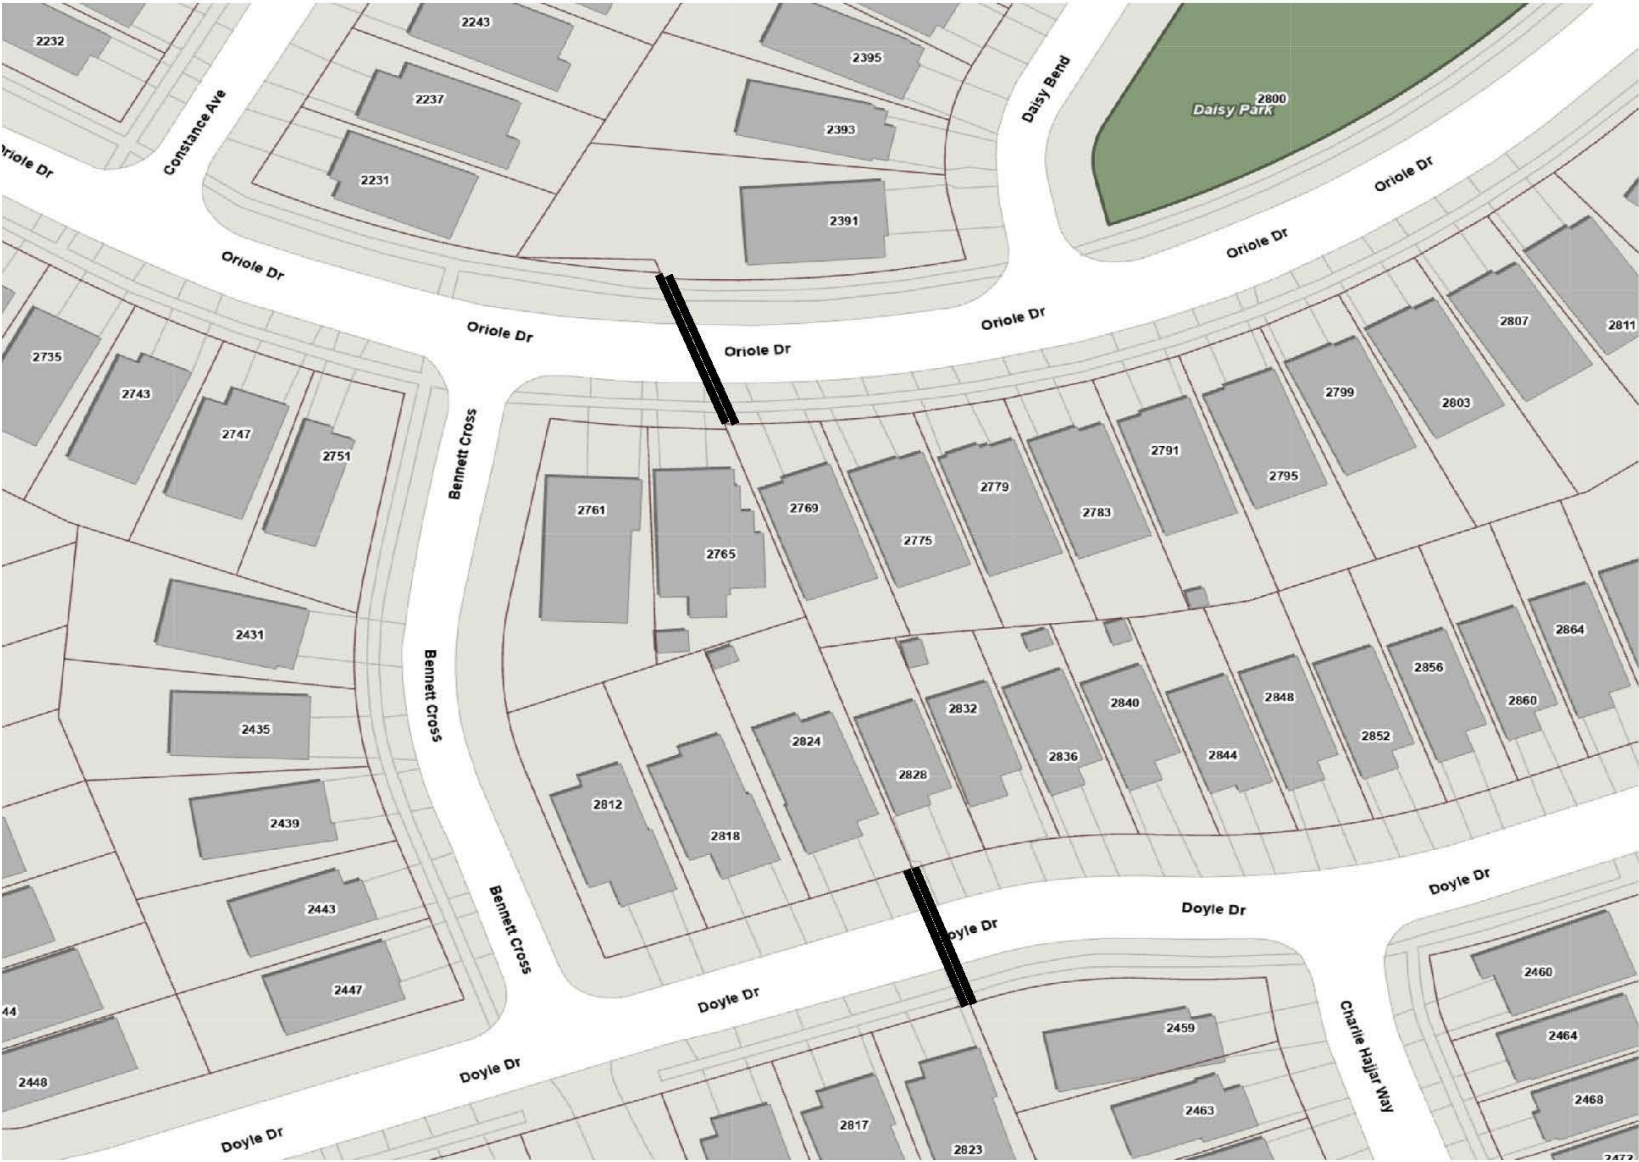 2232
2243
2395
2237
Constance Ave
Daisy Bend
2800
Daisy Park
2393
Oriole Dr
2231
Oriole Dr
2391
Oriole Dr
Oriole Dr
Oriole Dr
Oriole Dr
Oriole Dr
2735
2743
2747
2751
Bennett Cross
2761
2765
2769
2775
2779
2783
2791
2795
2799
2803
2807
2811
2431
2435
2439
2443
2447
Bennett Cross
Bennett Cross
2812
2818
2824
2828
2832
2836
2840
2844
2848
2852
2856
2860
2864
Doyle Dr
Doyle Dr
oyle Dr
Doyle Dr
Doyle Dr
Doyle Dr
44
2448
2459
2463
2817
2823
Charlie Hajjar Way
2460
2464
2468